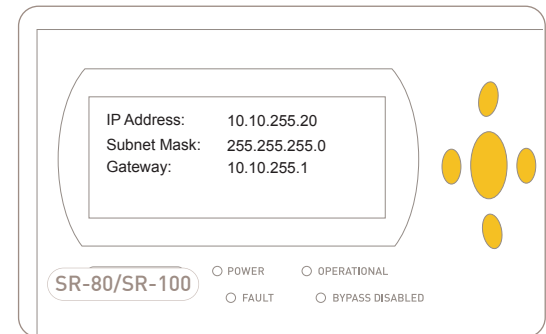 IP Address: 10.10.255.20
Subnet Mask: 255.255.255.0
Gateway: 10.10.255.1
SR-80/SR-100
POWER OPERATIONAL
FAULT BYPASS DISABLED